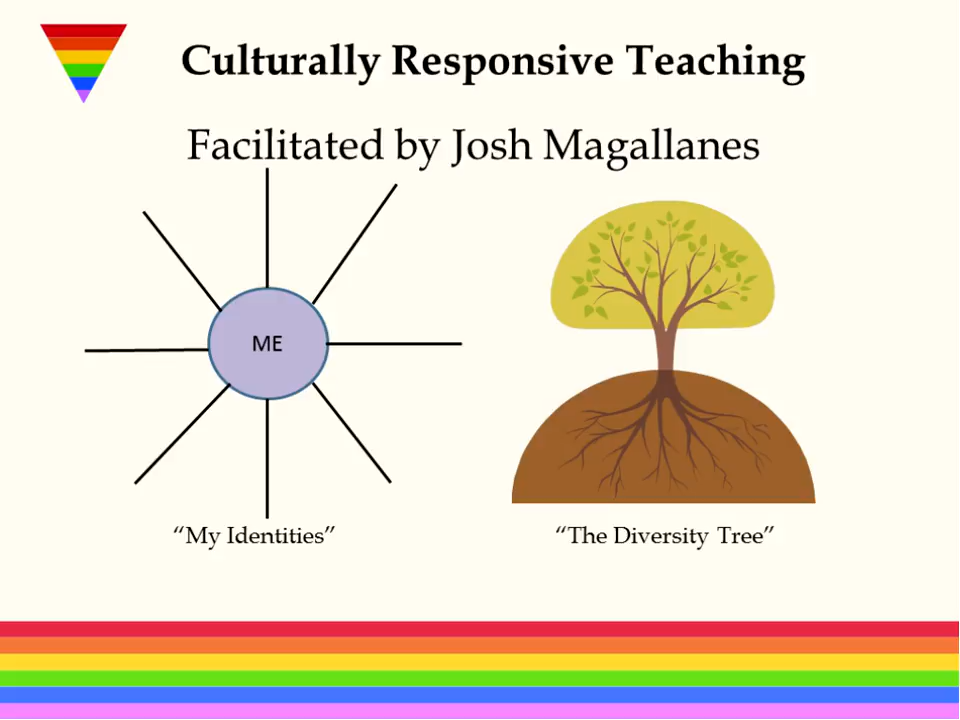 Culturally Responsive Teaching
Facilitated by Josh Magallanes
ME
“My Identities”
“The Diversity Tree”